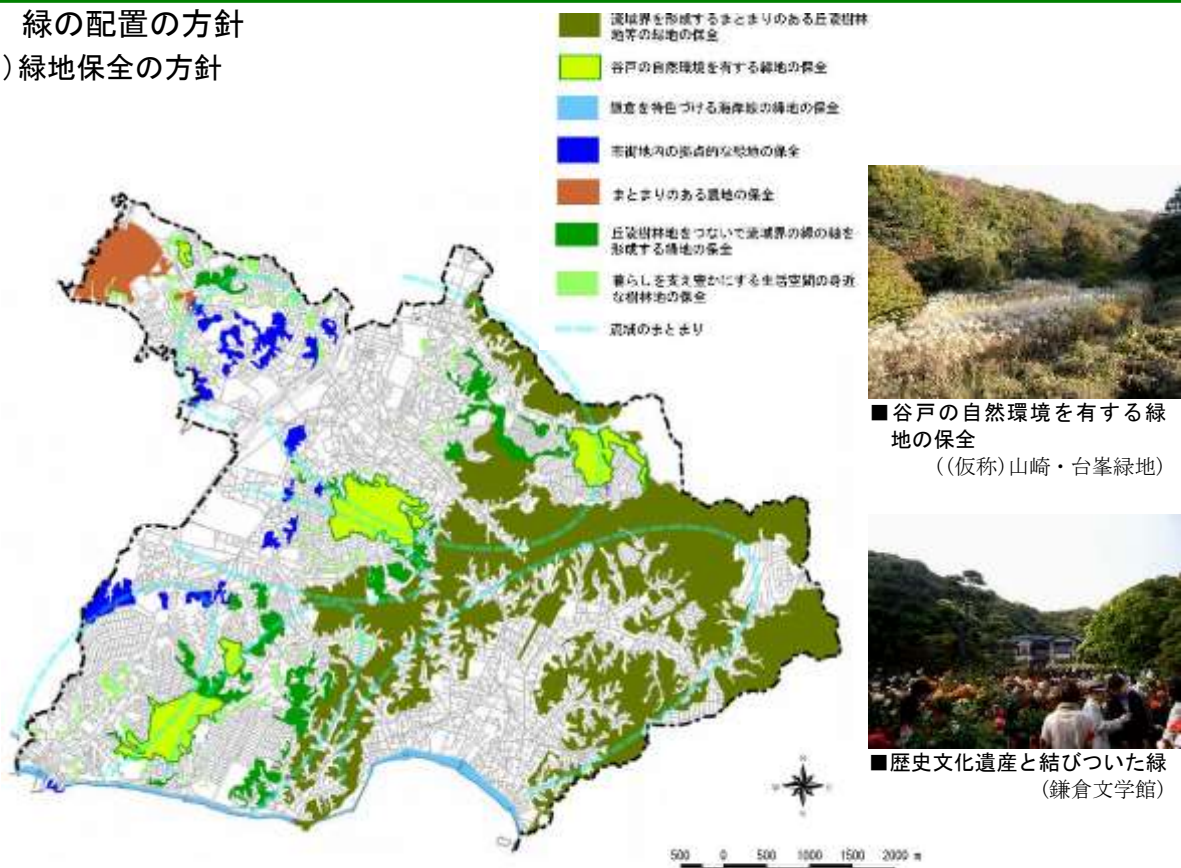 緑の配置の方針
)緑地保全の方針
流域界を形成するまとまりのある丘陵樹林
地等の緑地の保全
谷戸の自然環境を有する緑地の保全
鎌倉を特色づける海岸線の緑地の保全
市街地内の拠点的な緑地の保全
まとまりのある農地の保全
丘陵樹林地をつないで流域界の緑の軸を
形成する緑地の保全
暮らしを支え豊かにする生活空間の身近
な樹林地の保全
流域のまとまり
■谷戸の自然環境を有する緑
地の保全
((仮称)山崎・台峯緑地)
■歴史文化遺産と結びついた緑
(鎌倉文学館)
N
W E
S
500 0 500 1000 1500 2000 m